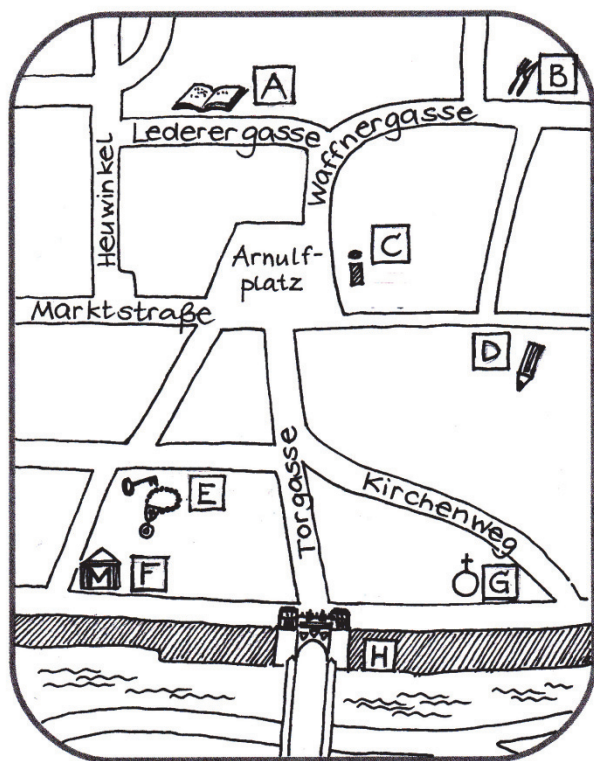 A
B
Lederergasse
Waffnergasse
Heuwinkel
C
Arnulf-
platz
Marktstraße
D
Torgasse
Kirchenweg
E
M
F
G
H